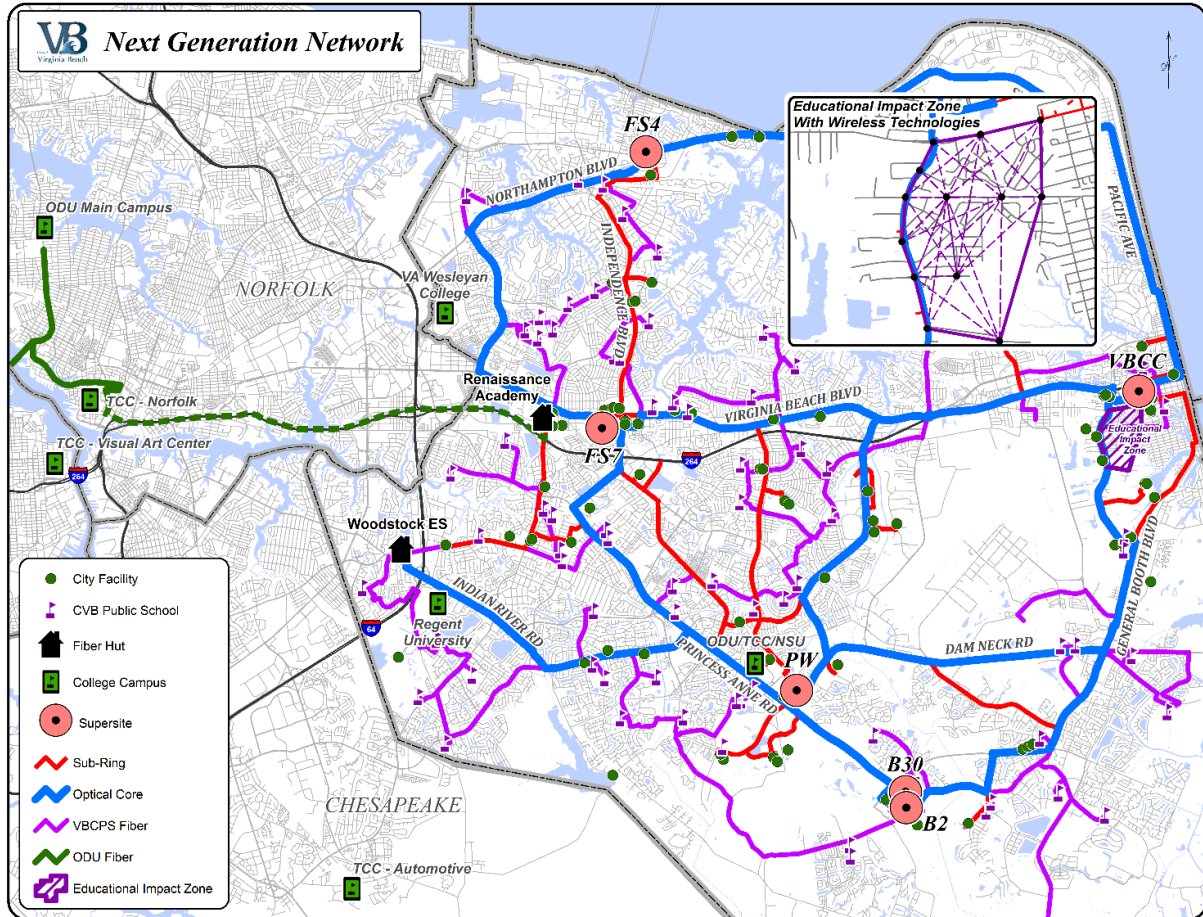 VB
Virginia Beach
Next Generation Network
Educational Impact Zone
With Wireless Technologies
FS4
NORTHAMPTON BLVD
PACIFIC AVE
ODU Main Campus
INDEPENDENCE BLVD
NORFOLK
VA Wesleyan
College
VBCC
Renaissance
Academy
TCC - Norfolk
VIRGINIA BEACH BLVD
Educational
Impact
Zone
FS7
TCC - Visual Art Center
264
264
Woodstock ES
GENERAL BOOTH BLVD
INDIAN RIVER RD
Regent
University
64
ODU/TCC/NSU
PW
DAM NECK RD
PRINCESS ANNE RD
B30
B2
CHESAPEAKE
TCC - Automotive
City Facility
CVB Public School
Fiber Hut
College Campus
Supersite
Sub-Ring
Optical Core
VBCPS Fiber
ODU Fiber
Educational Impact Zone